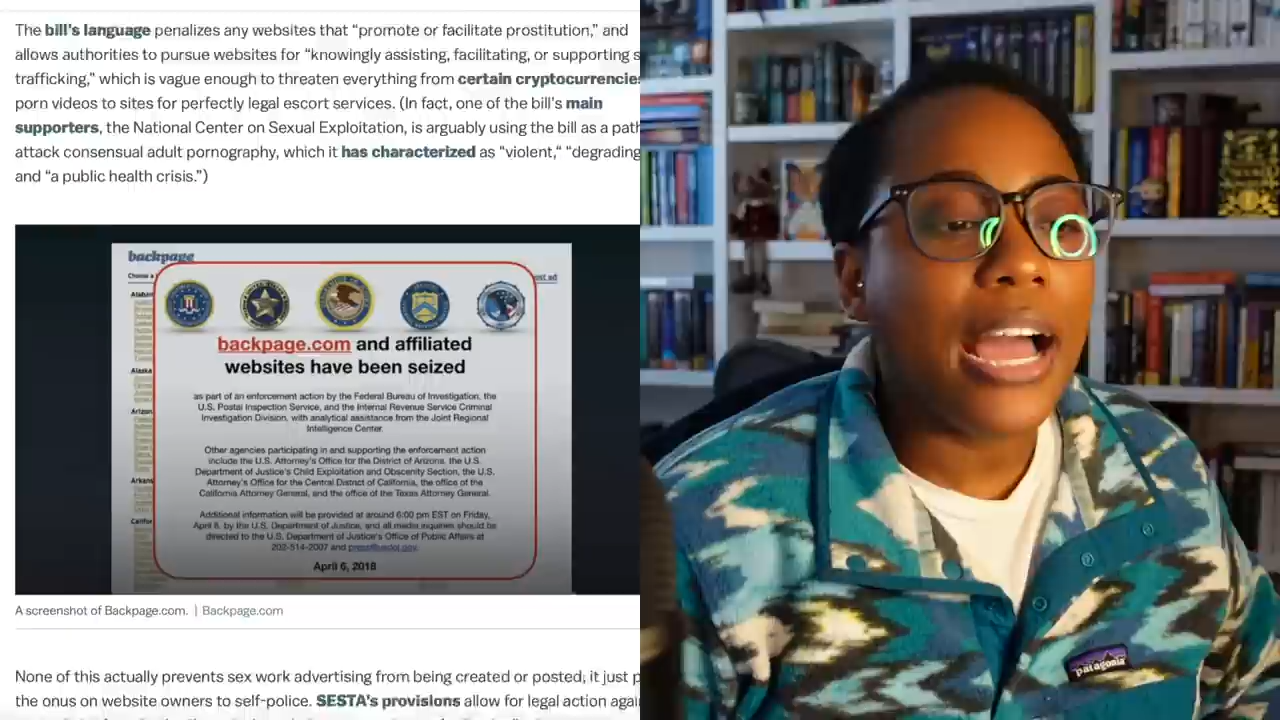 The bill's language penalizes any websites that “promote or facilitate prostitution,” and
allows authorities to pursue websites for “knowingly assisting, facilitating, or supporting s
trafficking,” which is vague enough to threaten everything from certain cryptocurrencies
porn videos to sites for perfectly legal escort services. (In fact, one of the bill's main
supporters, the National Center on Sexual Exploitation, is arguably using the bill as a path
attack consensual adult pornography, which it has characterized as “violent,” “degrading
and “a public health crisis.”)
backpage
Choose a
ost ad
Alabam
Alaska
Arizon
Arkans
Califor
backpage.com and affiliated
websites have been seized
as part of an enforcement action by the Federal Bureau of Investigation, the
U.S. Postal Inspection Service, and the Internal Revenue Service Criminal
Investigation Division, with analytical assistance from the Joint Regional
Intelligence Center.
Other agencies participating in and supporting the enforcement action
include the U.S. Attorney's Office for the District of Arizona, the U.S.
Department of Justice's Child Exploitation and Obscenity Section, the U.S.
Attorney's Office for the Central District of California, the office of the
California Attorney General, and the office of the Texas Attorney General.
Additional information will be provided at around 6:00 pm EST on Friday,
April 6, by the U.S. Department of Justice, and all media inquiries should be
directed to the U.S. Department of Justice's Office of Public Affairs at
202-514-2007 and press@usdoj.gov.
April 6, 2018
A screenshot of Backpage.com. | Backpage.com
None of this actually prevents sex work advertising from being created or posted; it just p
the onus on website owners to self-police. SESTA's provisions allow for legal action agai
patagonia